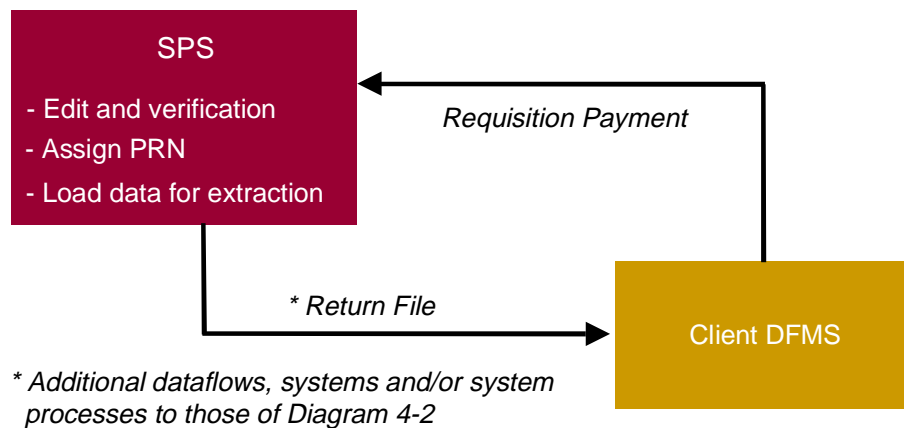 SPS
- Edit and verification
- Assign PRN
- Load data for extraction
Requisition Payment
* Return File
Client DFMS
* Additional dataflows, systems and/or system
processes to those of Diagram 4-2